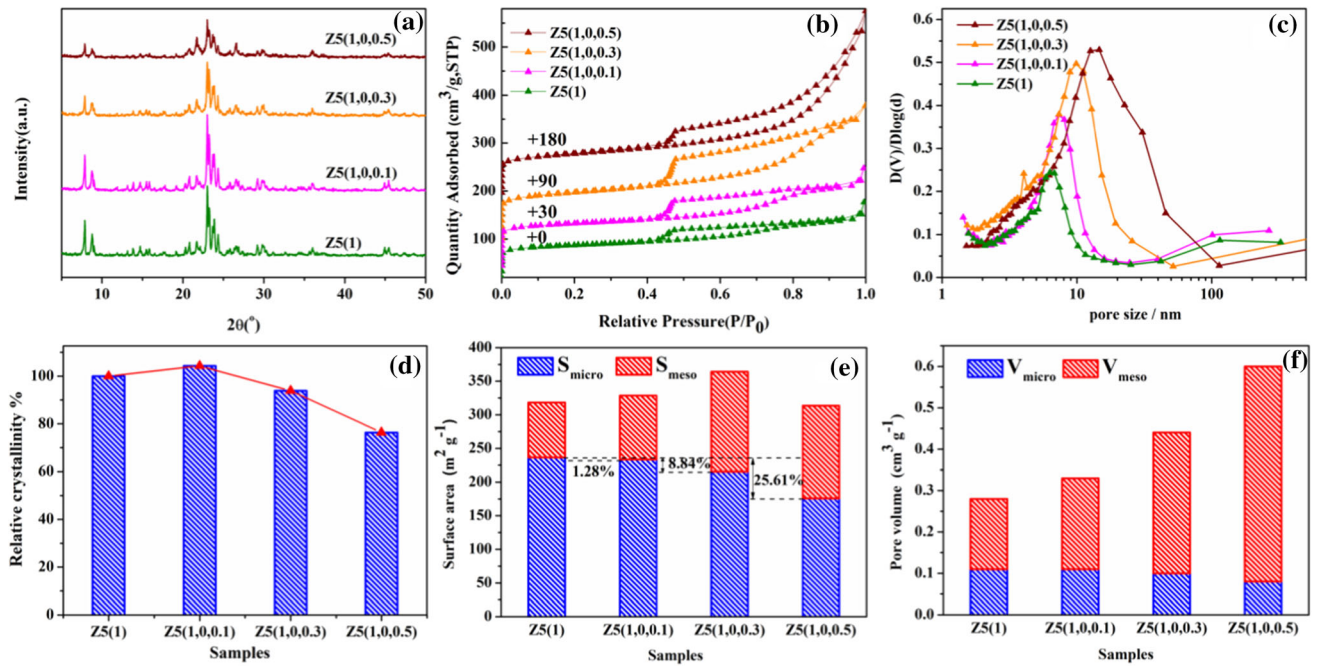 (a)
Z5(1,0,0.5)
Z5(1,0,0.3)
Z5(1,0,0.1)
Z5(1)
Intensity(a.u.)
10 20 30 40 50
2θ(°)
(b)
Z5(1,0,0.5)
Z5(1,0,0.3)
Z5(1,0,0.1)
Z5(1)
+180
+90
+30
+0
Quantity Adsorbed (cm³/g,STP)
500
400
300
200
100
0.0 0.2 0.4 0.6 0.8 1.0
Relative Pressure(P/P₀)
(c)
Z5(1,0,0.5)
Z5(1,0,0.3)
Z5(1,0,0.1)
Z5(1)
D(V)/Dlog(d)
0.6
0.5
0.4
0.3
0.2
0.1
0.0
1 10 100
pore size / nm
(d)
Relative crystallinity %
100
80
60
40
20
0
Z5(1) Z5(1,0,0.1) Z5(1,0,0.3) Z5(1,0,0.5)
Samples
(e)
S micro S meso
Surface area (m² g⁻¹)
400
350
300
250
200
150
100
50
0
1.28%
8.84%
25.61%
Z5(1) Z5(1,0,0.1) Z5(1,0,0.3) Z5(1,0,0.5)
Samples
(f)
V micro V meso
Pore volume (cm³ g⁻¹)
0.6
0.5
0.4
0.3
0.2
0.1
0.0
Z5(1) Z5(1,0,0.1) Z5(1,0,0.3) Z5(1,0,0.5)
Samples